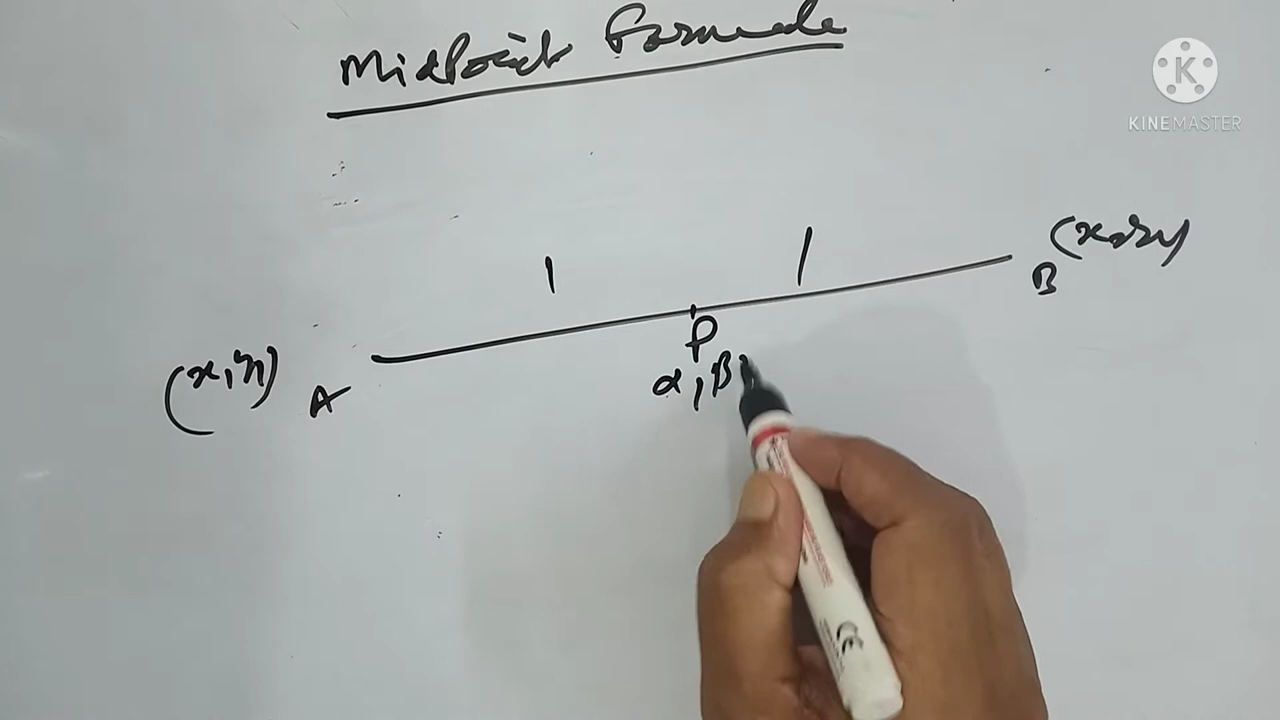 Midpoint Formula
KINEMASTER
1 1
(x₂, y₂)
B
P
(x₁, y₁) A
α, β